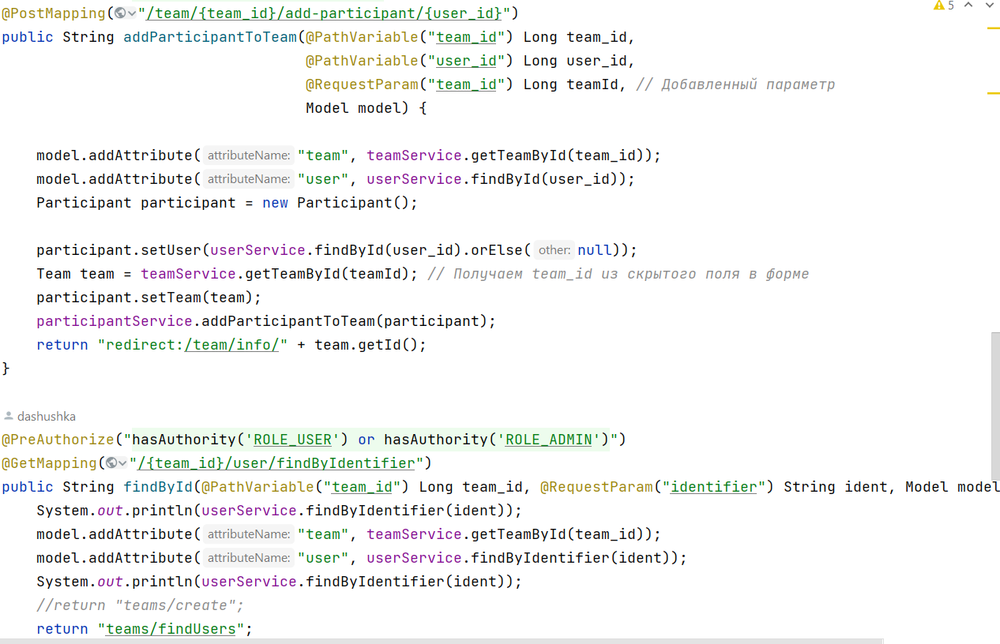 @PostMapping("/team/{team_id}/add-participant/{user_id}") 5
public String addParticipantToTeam(@PathVariable("team_id") Long team_id,
@PathVariable("user_id") Long user_id,
@RequestParam("team_id") Long teamId, // Добавленный параметр
Model model) {
model.addAttribute( attributeName: "team", teamService.getTeamById(team_id));
model.addAttribute( attributeName: "user", userService.findById(user_id));
Participant participant = new Participant();
participant.setUser(userService.findById(user_id).orElse( other: null));
Team team = teamService.getTeamById(teamId); // Получаем team_id из скрытого поля в форме
participant.setTeam(team);
participantService.addParticipantToTeam(participant);
return "redirect:/team/info/" + team.getId();
}
dashushka
@PreAuthorize("hasAuthority('ROLE_USER') or hasAuthority('ROLE_ADMIN')")
@GetMapping("/{team_id}/user/findByIdentifier")
public String findById(@PathVariable("team_id") Long team_id, @RequestParam("identifier") String ident, Model model
System.out.println(userService.findByIdentifier(ident));
model.addAttribute( attributeName: "team", teamService.getTeamById(team_id));
model.addAttribute( attributeName: "user", userService.findByIdentifier(ident));
System.out.println(userService.findByIdentifier(ident));
//return "teams/create";
return "teams/findUsers";